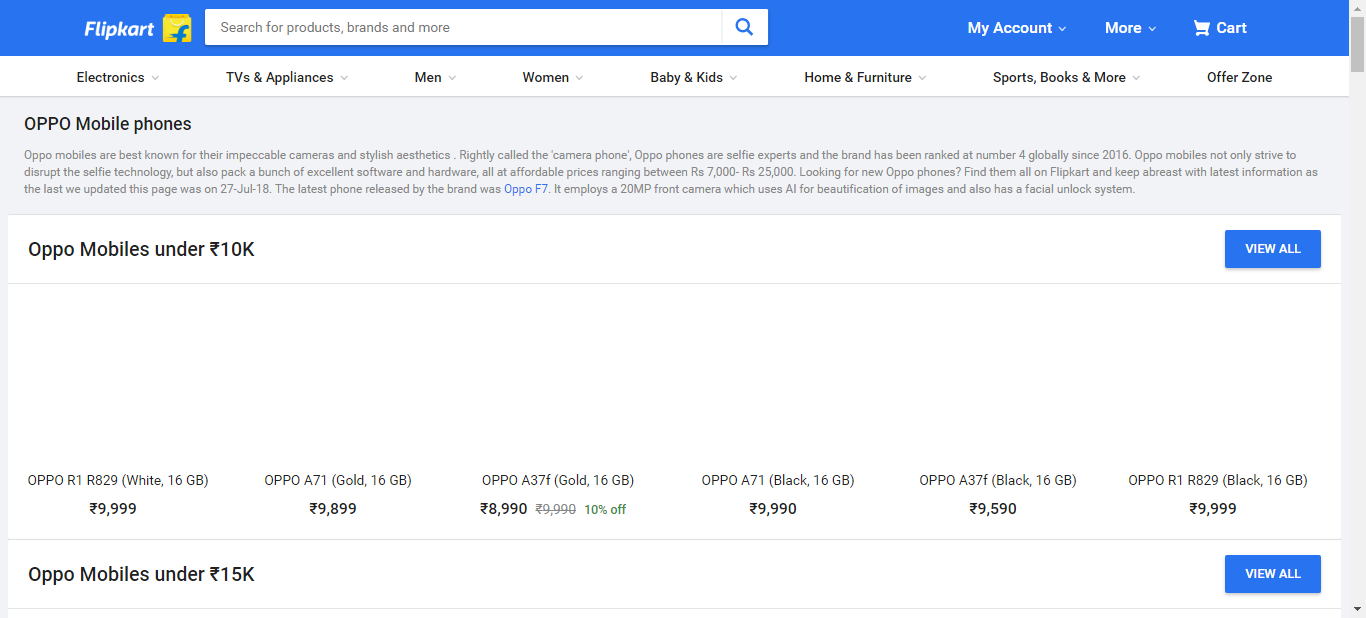 Flipkart
Search for products, brands and more
My Account
More
Cart
Electronics
TVs & Appliances
Men
Women
Baby & Kids
Home & Furniture
Sports, Books & More
Offer Zone
OPPO Mobile phones
Oppo mobiles are best known for their impeccable cameras and stylish aesthetics . Rightly called the 'camera phone', Oppo phones are selfie experts and the brand has been ranked at number 4 globally since 2016. Oppo mobiles not only strive to
disrupt the selfie technology, but also pack a bunch of excellent software and hardware, all at affordable prices ranging between Rs 7,000- Rs 25,000. Looking for new Oppo phones? Find them all on Flipkart and keep abreast with latest information as
the last we updated this page was on 27-Jul-18. The latest phone released by the brand was Oppo F7. It employs a 20MP front camera which uses AI for beautification of images and also has a facial unlock system.
Oppo Mobiles under ₹10K
VIEW ALL
OPPO R1 R829 (White, 16 GB)
₹9,999
OPPO A71 (Gold, 16 GB)
₹9,899
OPPO A37f (Gold, 16 GB)
₹8,990 ₹9,990 10% off
OPPO A71 (Black, 16 GB)
₹9,990
OPPO A37f (Black, 16 GB)
₹9,590
OPPO R1 R829 (Black, 16 GB)
₹9,999
Oppo Mobiles under ₹15K
VIEW ALL